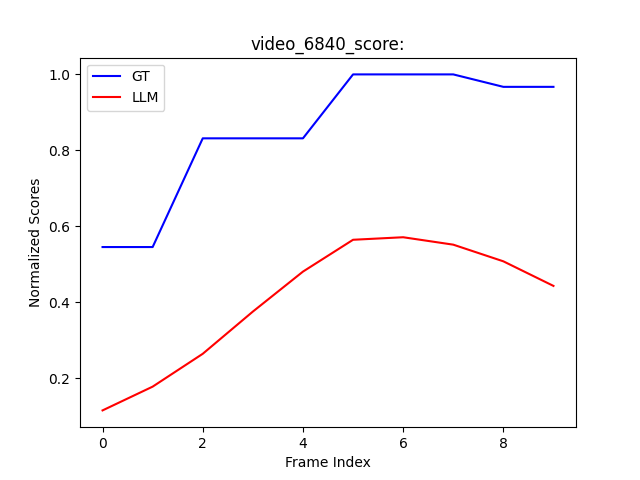 video_6840_score:
GT
LLM
1.0
0.8
0.6
0.4
0.2
Normalized Scores
0 2 4 6 8
Frame Index